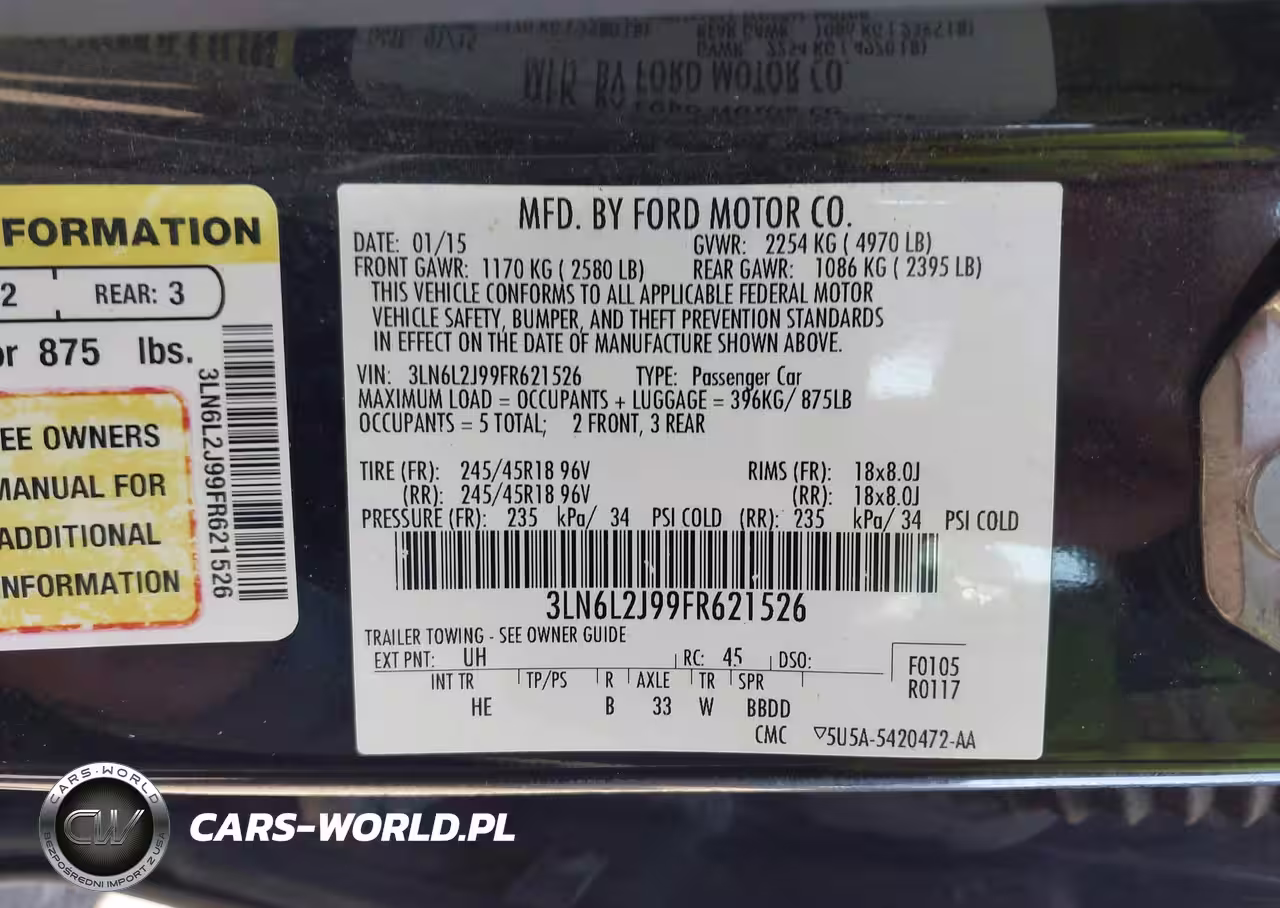 MFD. BY FORD MOTOR CO.
DATE: 01/15 GVWR: 2254 KG ( 4970 LB)
FRONT GAWR: 1170 KG ( 2580 LB) REAR GAWR: 1086 KG ( 2395 LB)
THIS VEHICLE CONFORMS TO ALL APPLICABLE FEDERAL MOTOR
VEHICLE SAFETY, BUMPER, AND THEFT PREVENTION STANDARDS
IN EFFECT ON THE DATE OF MANUFACTURE SHOWN ABOVE.
VIN: 3LN6L2J99FR621526 TYPE: Passenger Car
MAXIMUM LOAD = OCCUPANTS + LUGGAGE = 396KG/ 875LB
OCCUPANTS = 5 TOTAL; 2 FRONT, 3 REAR
TIRE (FR): 245/45R18 96V RIMS (FR): 18x8.0J
(RR): 245/45R18 96V (RR): 18x8.0J
PRESSURE (FR): 235 kPa/ 34 PSI COLD (RR): 235 kPa/ 34 PSI COLD
3LN6L2J99FR621526
TRAILER TOWING - SEE OWNER GUIDE
EXT PNT: UH RC: 45 DSO:
F0105
R0117
INT TR TP/PS R AXLE TR SPR
HE B 33 W BBDD
CMC ▽5U5A-5420472-AA
FORMATION
2 REAR: 3
or 875 lbs.
3LN6L2J99FR621526
EE OWNERS
MANUAL FOR
ADDITIONAL
NFORMATION
CARS-WORLD
CW
BEZPOŚREDNI IMPORT Z USA
CARS-WORLD.PL